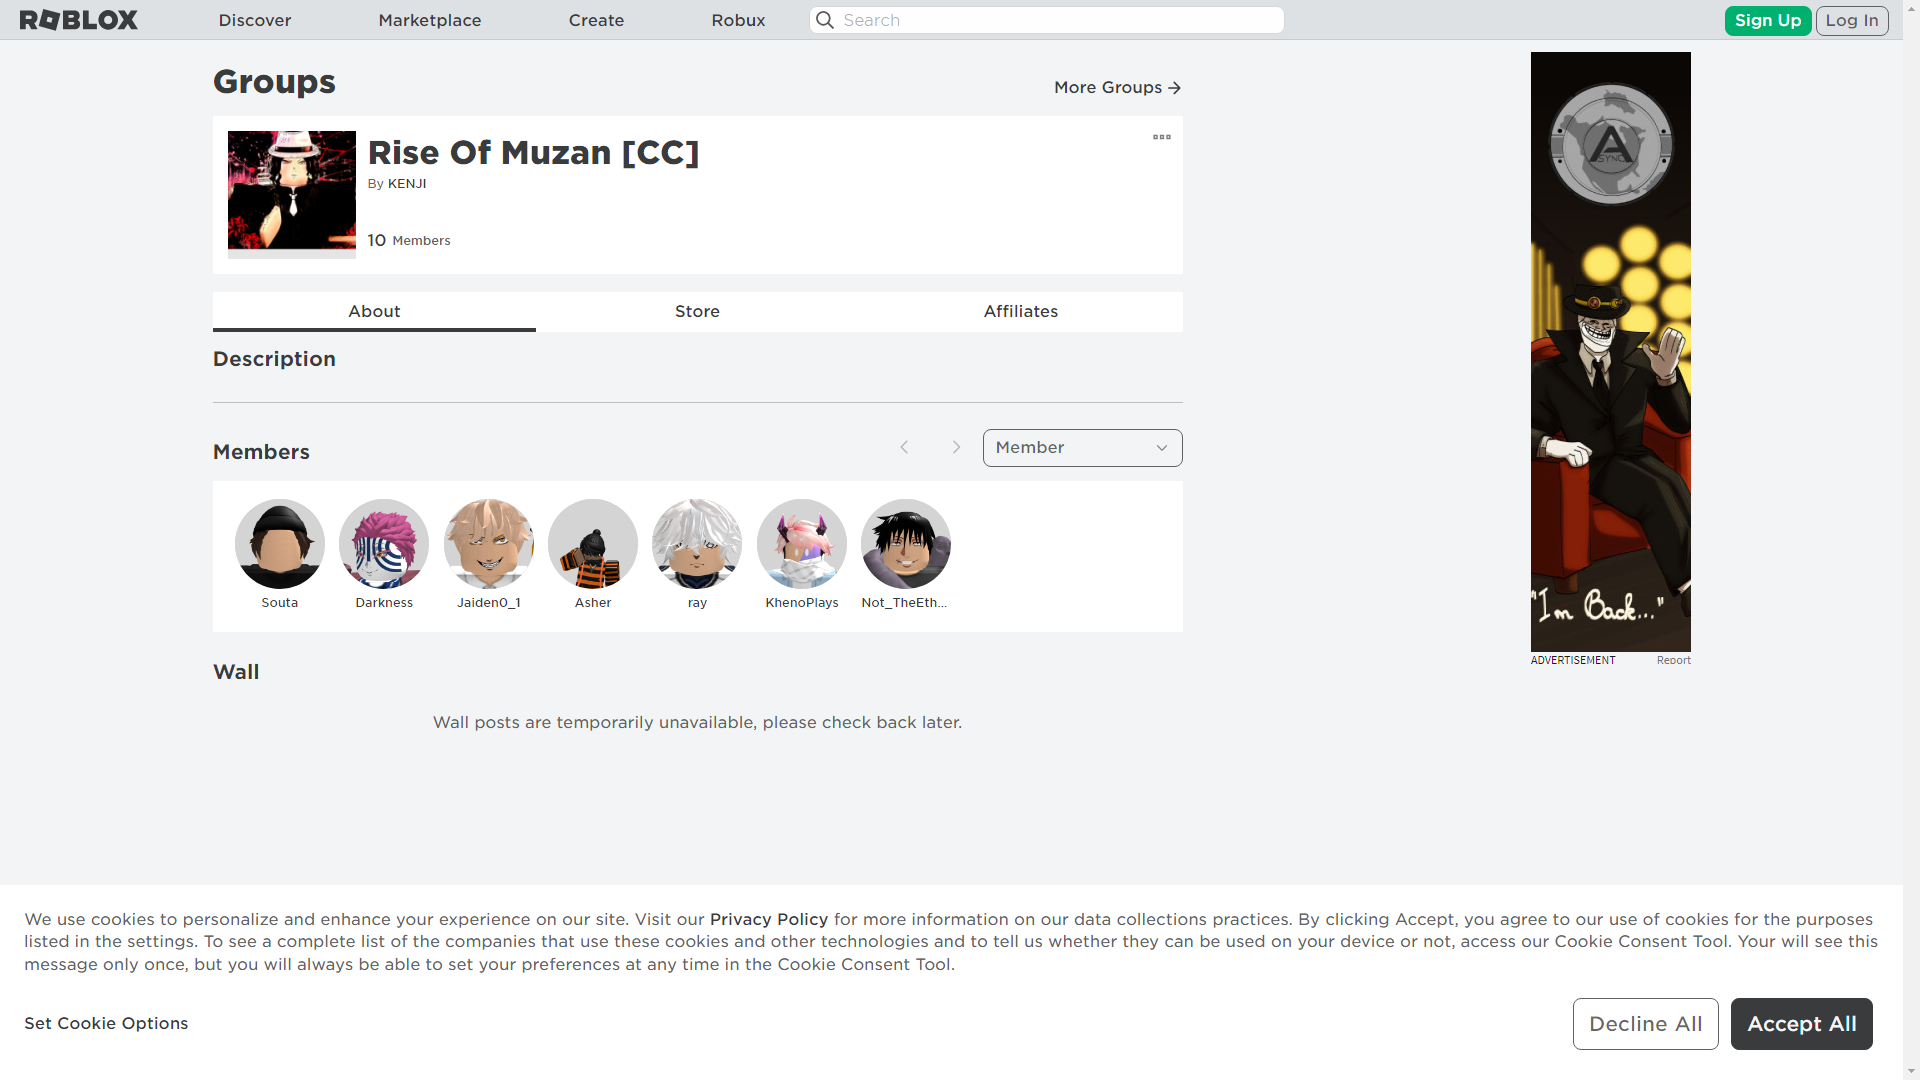 ROBLOX
Discover
Marketplace
Create
Robux
Search
Sign Up
Log In
Groups
More Groups
Rise Of Muzan [CC]
By KENJI
10 Members
About
Store
Affiliates
Description
Members
Member
Souta
Darkness
Jaiden0_1
Asher
ray
KhenoPlays
Not_TheEth...
Wall
Wall posts are temporarily unavailable, please check back later.
A
SYNC
"I'm Back..."
ADVERTISEMENT
Report
We use cookies to personalize and enhance your experience on our site. Visit our Privacy Policy for more information on our data collections practices. By clicking Accept, you agree to our use of cookies for the purposes
listed in the settings. To see a complete list of the companies that use these cookies and other technologies and to tell us whether they can be used on your device or not, access our Cookie Consent Tool. Your will see this
message only once, but you will always be able to set your preferences at any time in the Cookie Consent Tool.
Set Cookie Options
Decline All
Accept All